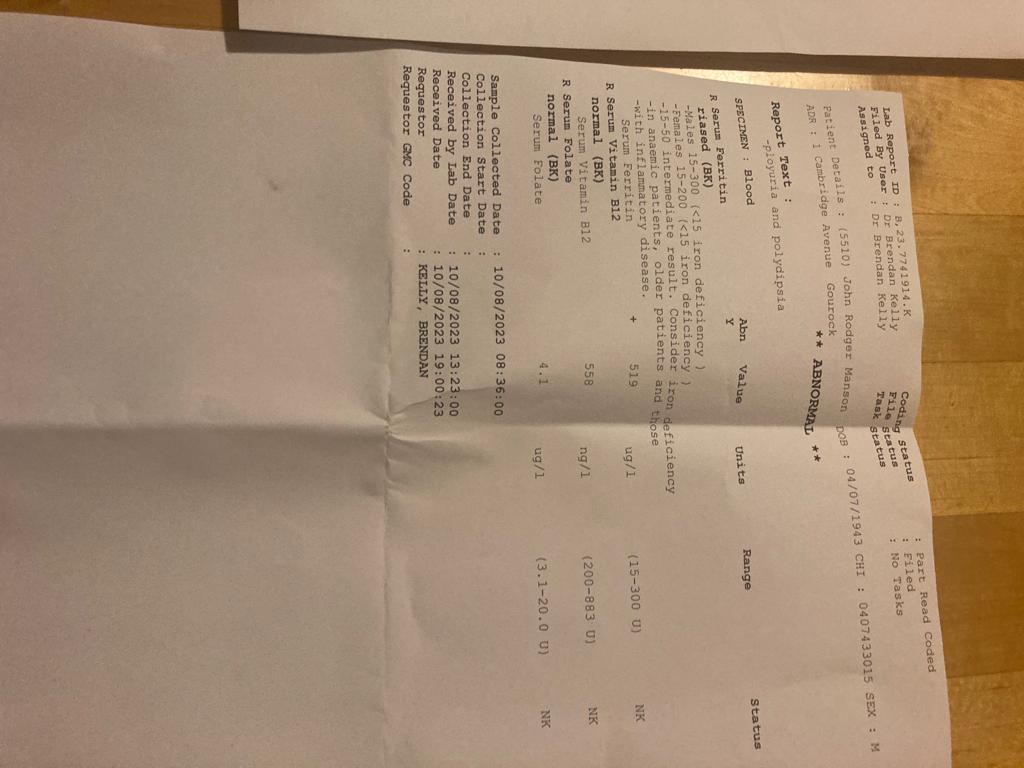 Lab Report ID : B,23.7741914.K Coding Status : Part Read Coded
Filed By User : Dr Brendan Kelly File Status : Filed
Assigned to : Dr Brendan Kelly Task Status : No Tasks
Patient Details : (5510) John Rodger Manson DOB : 04/07/1943 CHI : 0407433015 SEX : M
ADR : 1 Cambridge Avenue Gourock
** ABNORMAL **
Report Text :
-ployuria and polydipsia
SPECIMEN : Blood Abn Value Units Range Status
R Serum Ferritin Y
riased (BK)
-Males 15-300 (<15 iron deficiency )
-Females 15-200 (<15 iron deficiency )
-15-50 intermediate result. Consider iron deficiency
-in anaemic patients, older patients and those
-with inflammatory disease.
Serum Ferritin + 519 ug/l (15-300 U) NK
R Serum Vitamin B12
normal (BK)
Serum Vitamin B12 558 ng/l (200-883 U) NK
R Serum Folate
normal (BK)
Serum Folate 4.1 ug/l (3.1-20.0 U) NK
Sample Collected Date : 10/08/2023 08:36:00
Collection Start Date :
Collection End Date :
Received by Lab Date : 10/08/2023 13:23:00
Received Date : 10/08/2023 19:00:23
Requestor : KELLY, BRENDAN
Requestor GMC Code :